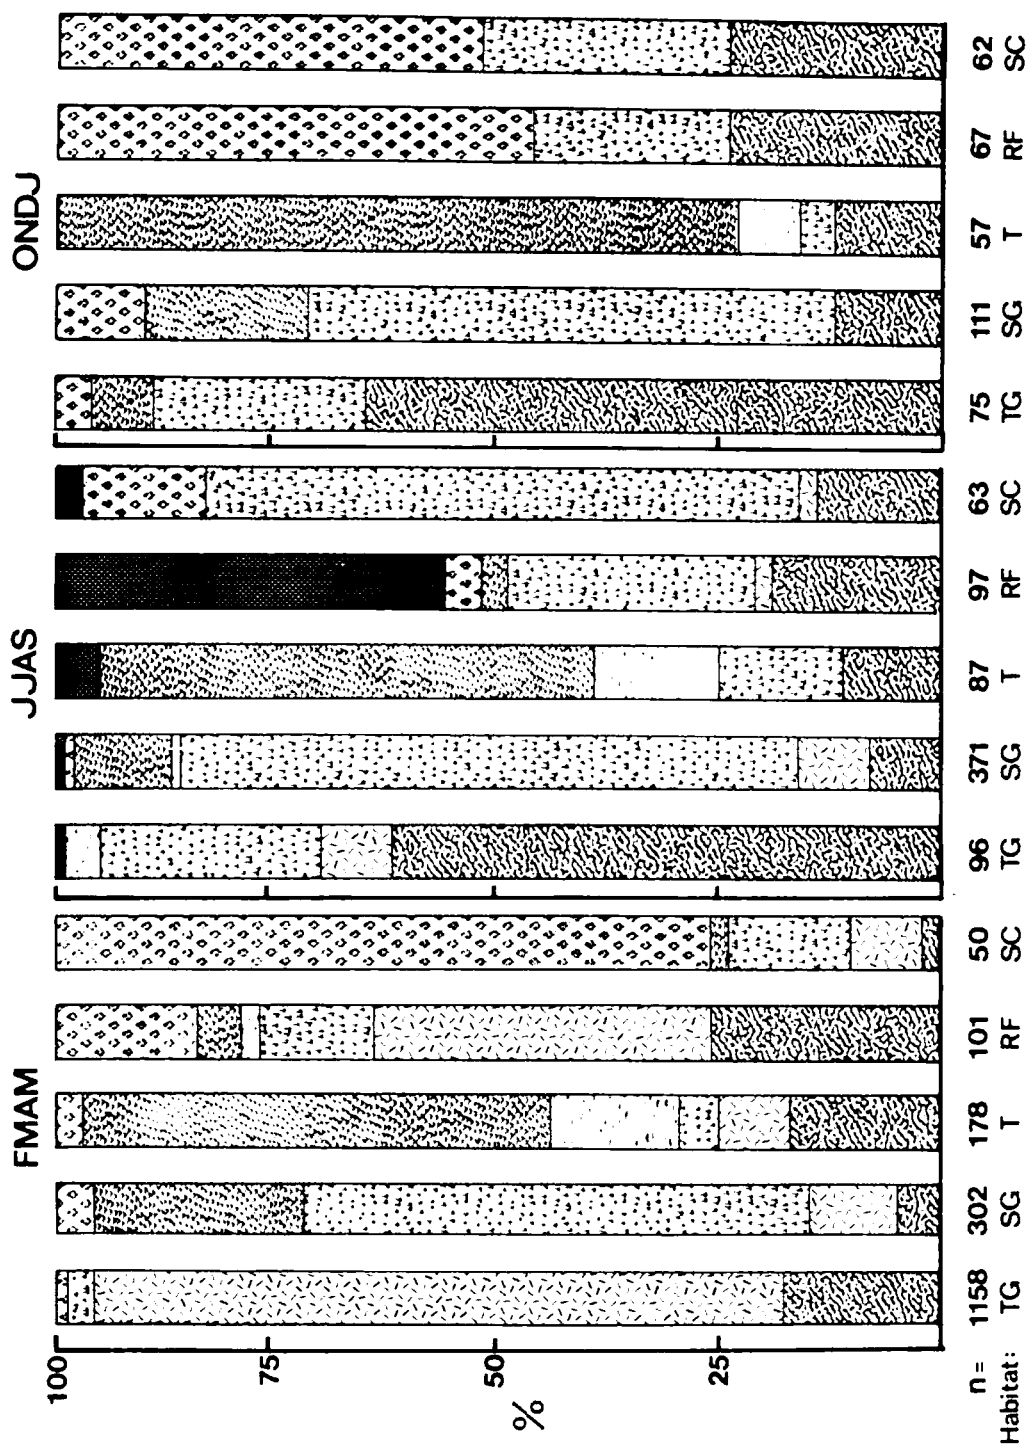 FMAM JJAS ONDJ
100
75
50
25
%
n = 1158 302 178 101 50 96 371 87 97 63 75 111 57 67 62
Habitat: TG SG T RF SC TG SG T RF SC TG SG T RF SC